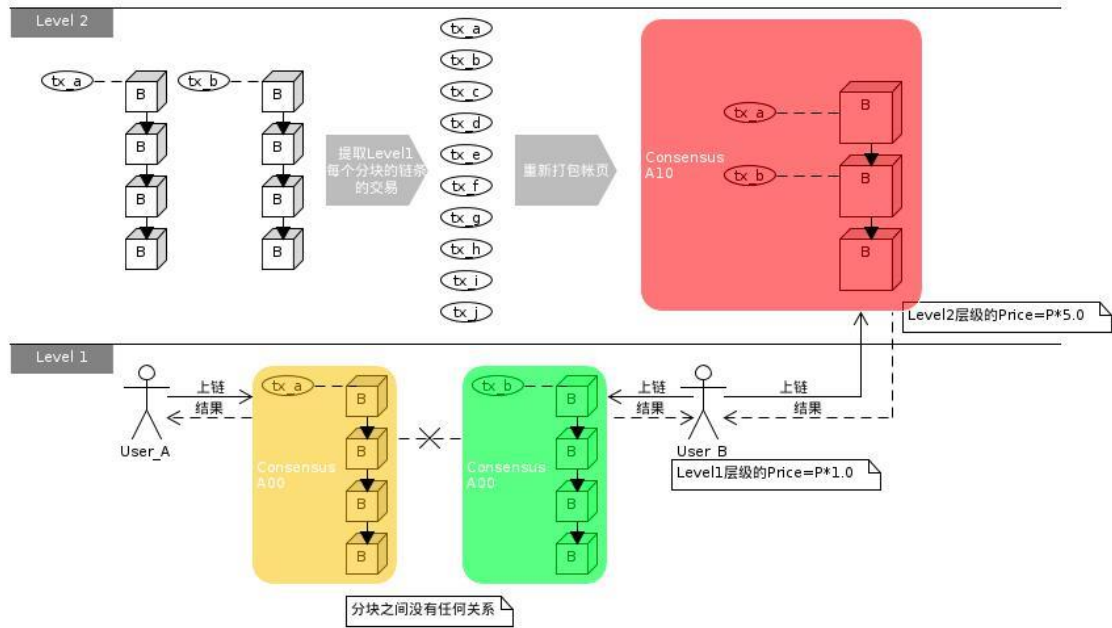 Level 2
tx_a
B
B
B
B
tx_b
B
B
B
B
提取Level1
每个分块的链条
的交易
tx_a
tx_b
tx_c
tx_d
tx_e
tx_f
tx_g
tx_h
tx_i
tx_j
重新打包帐页
Consensus
A10
tx_a
B
tx_b
B
B
Level2层级的Price=P*5.0
Level 1
User_A
上链
结果
tx_a
B
B
B
B
Consensus
A00
tx_b
B
B
B
B
Consensus
A00
上链
结果
User_B
上链
结果
Level1层级的Price=P*1.0
分块之间没有任何关系